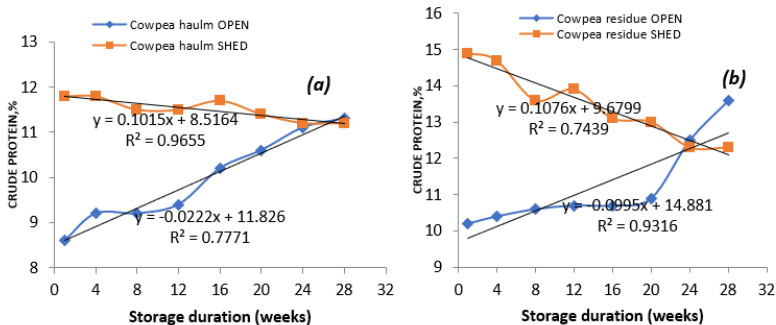 Cowpea haulm OPEN
Cowpea haulm SHED
(a)
CRUDE PROTEIN,%
13
12
11
10
9
8
y = 0.1015x + 8.5164
R² = 0.9655
y = -0.0222x + 11.826
R² = 0.7771
0 4 8 12 16 20 24 28 32
Storage duration (weeks)
Cowpea residue OPEN
Cowpea residue SHED
(b)
CRUDE PROTEIN,%
16
15
14
13
12
11
10
9
y = 0.1076x + 9.6799
R² = 0.7439
y = -0.0995x + 14.881
R² = 0.9316
0 4 8 12 16 20 24 28 32
Storage duration (weeks)